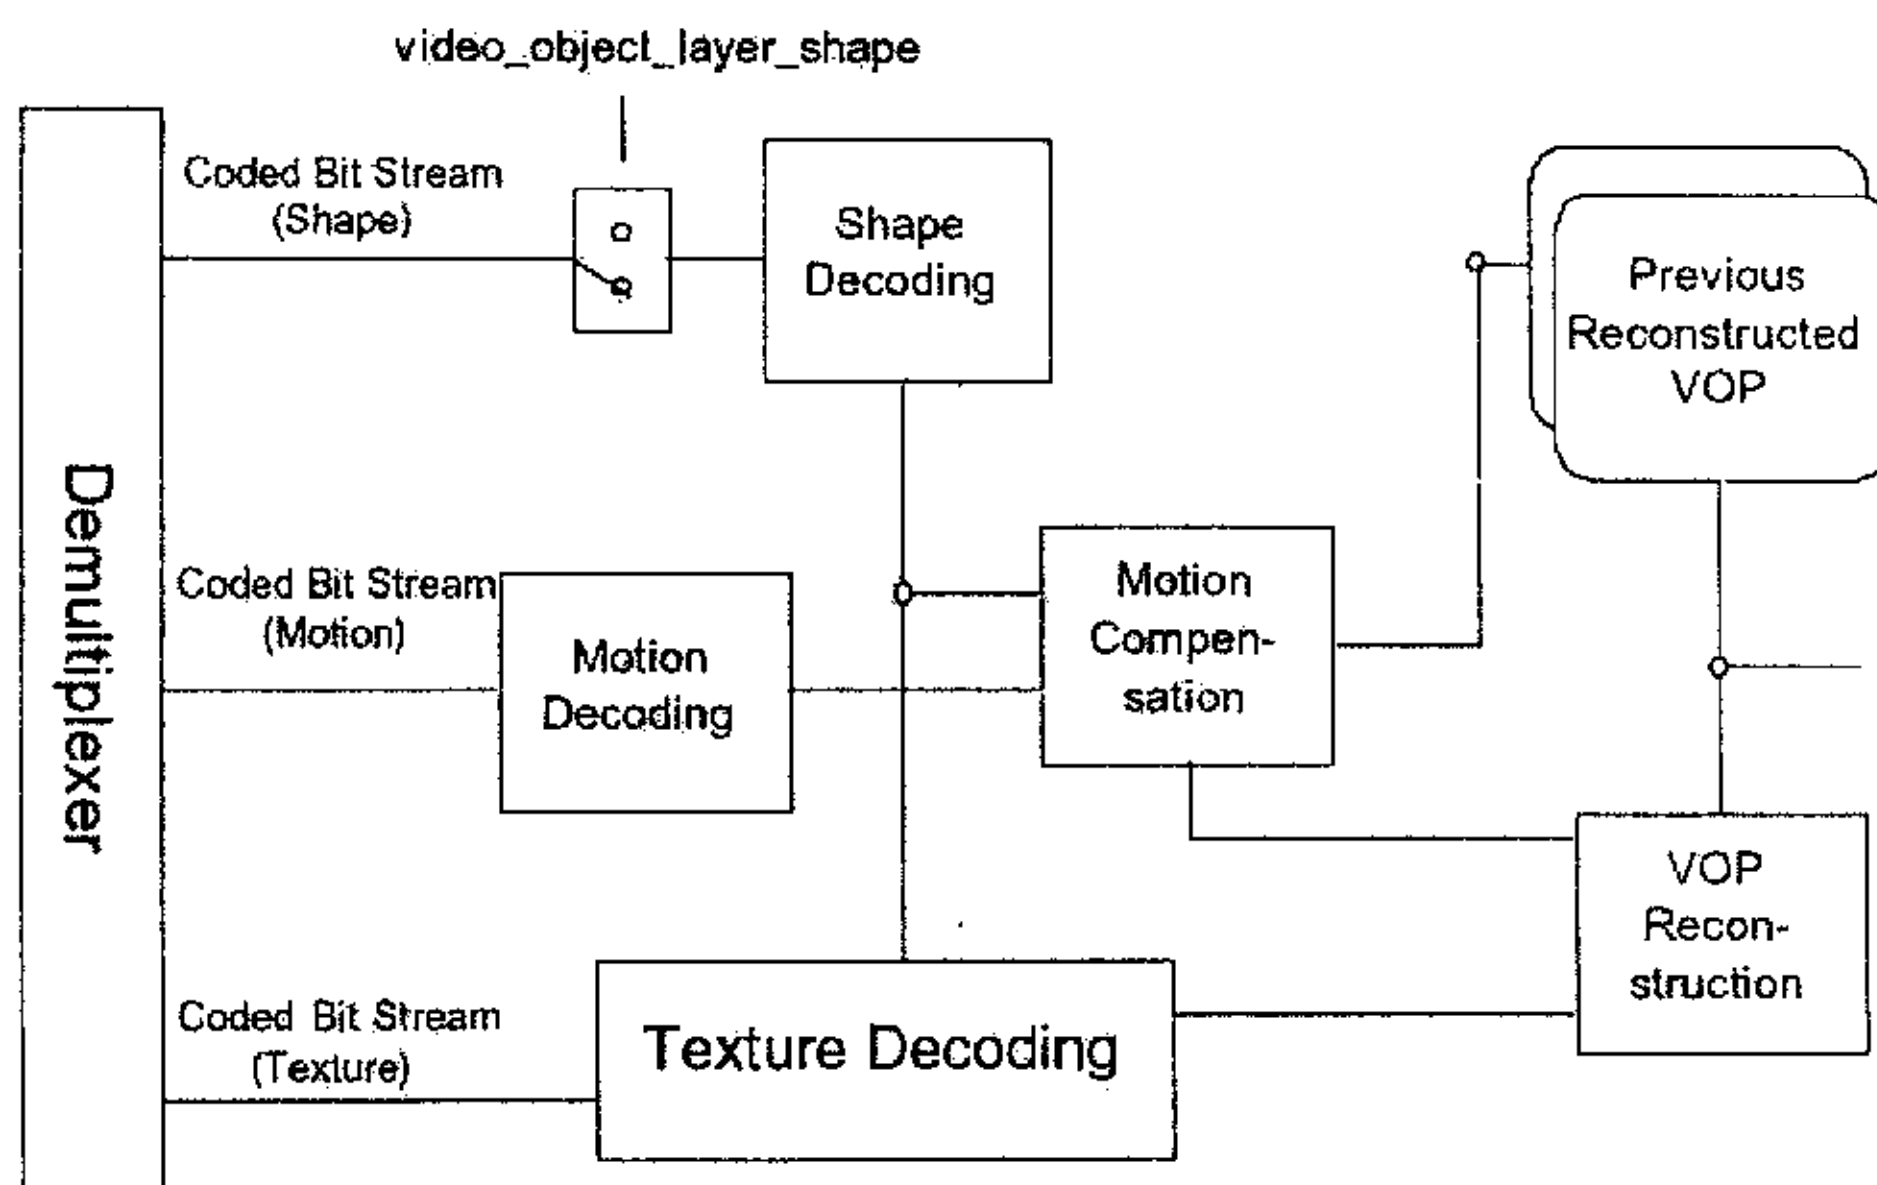 video_object_layer_shape
Coded Bit Stream
(Shape)
Shape
Decoding
Previous
Reconstructed
VOP
Demultiplexer
Coded Bit Stream
(Motion)
Motion
Decoding
Motion
Compen-
sation
VOP
Recon-
struction
Coded Bit Stream
(Texture)
Texture Decoding